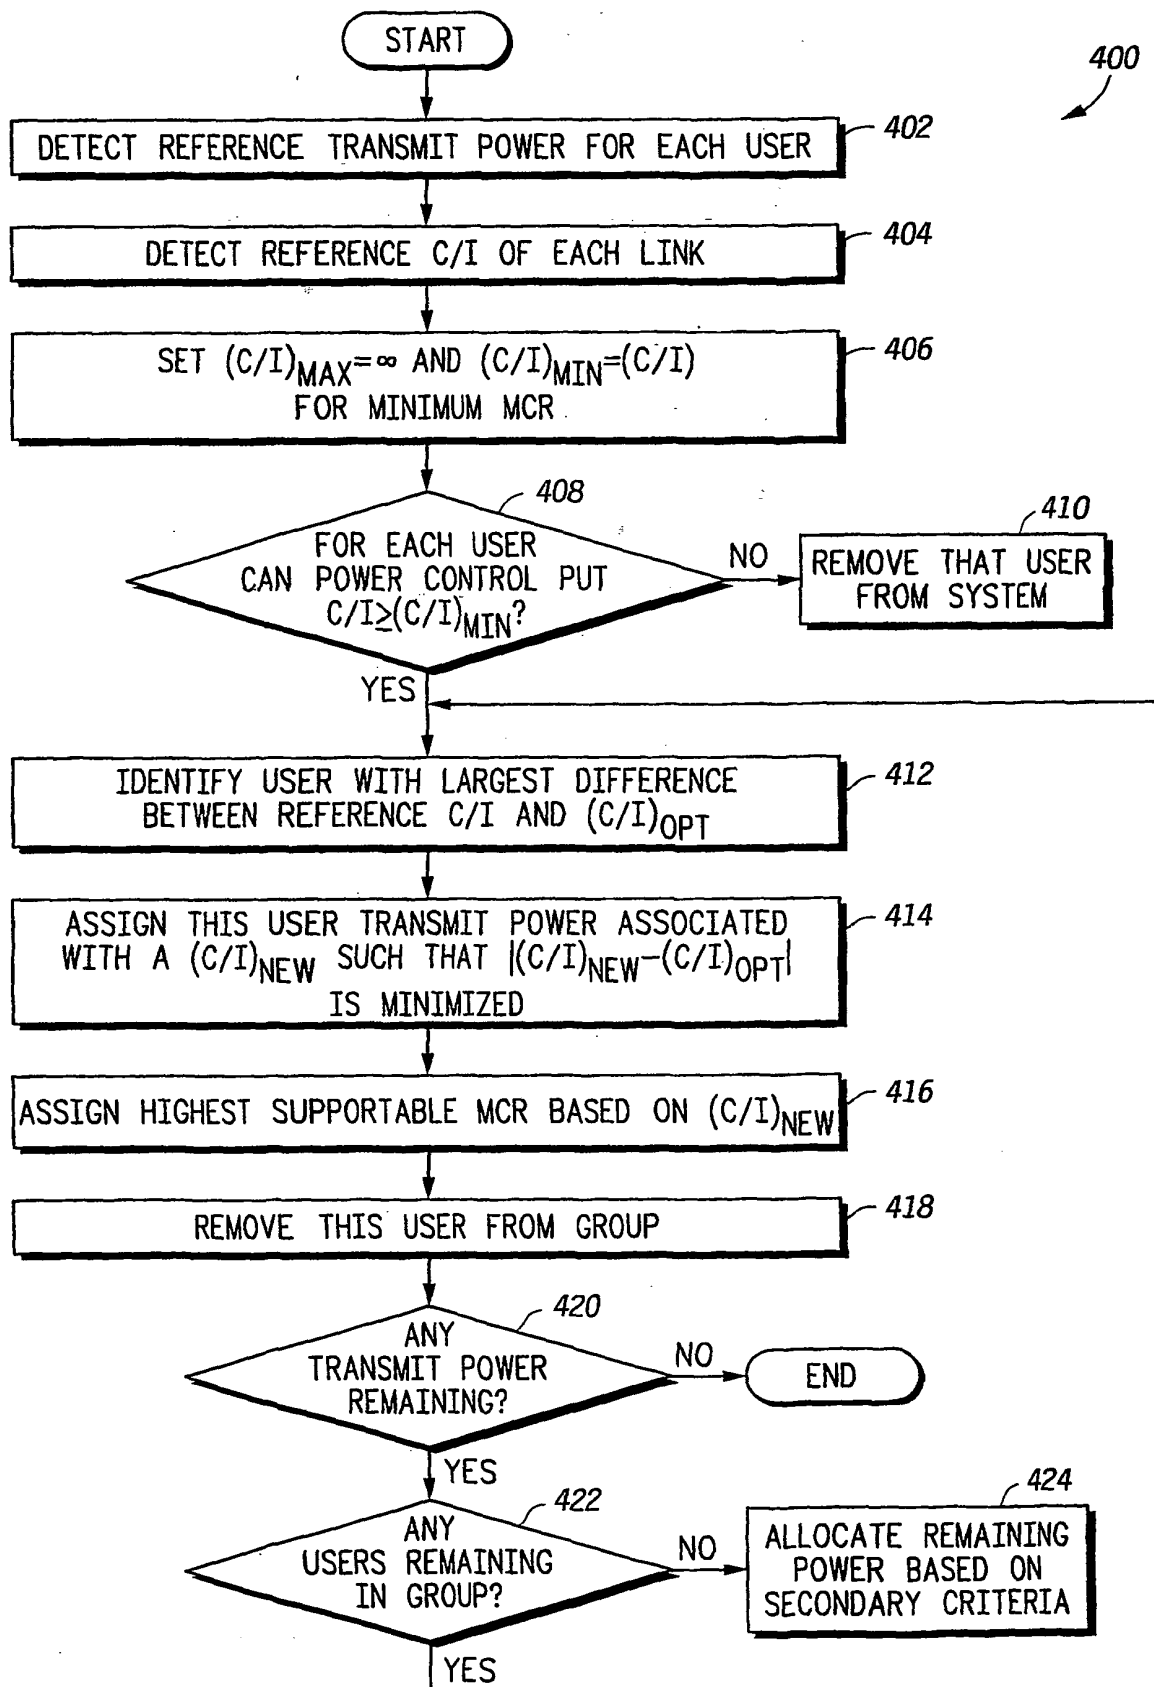 START
400
402
DETECT REFERENCE TRANSMIT POWER FOR EACH USER
404
DETECT REFERENCE C/I OF EACH LINK
406
SET (C/I)MAX=∞ AND (C/I)MIN=(C/I)
FOR MINIMUM MCR
408
FOR EACH USER
CAN POWER CONTROL PUT
C/I≥(C/I)MIN?
NO
410
REMOVE THAT USER
FROM SYSTEM
YES
412
IDENTIFY USER WITH LARGEST DIFFERENCE
BETWEEN REFERENCE C/I AND (C/I)OPT
414
ASSIGN THIS USER TRANSMIT POWER ASSOCIATED
WITH A (C/I)NEW SUCH THAT |(C/I)NEW-(C/I)OPT|
IS MINIMIZED
416
ASSIGN HIGHEST SUPPORTABLE MCR BASED ON (C/I)NEW
418
REMOVE THIS USER FROM GROUP
420
ANY
TRANSMIT POWER
REMAINING?
NO
END
YES
422
ANY
USERS REMAINING
IN GROUP?
NO
424
ALLOCATE REMAINING
POWER BASED ON
SECONDARY CRITERIA
YES